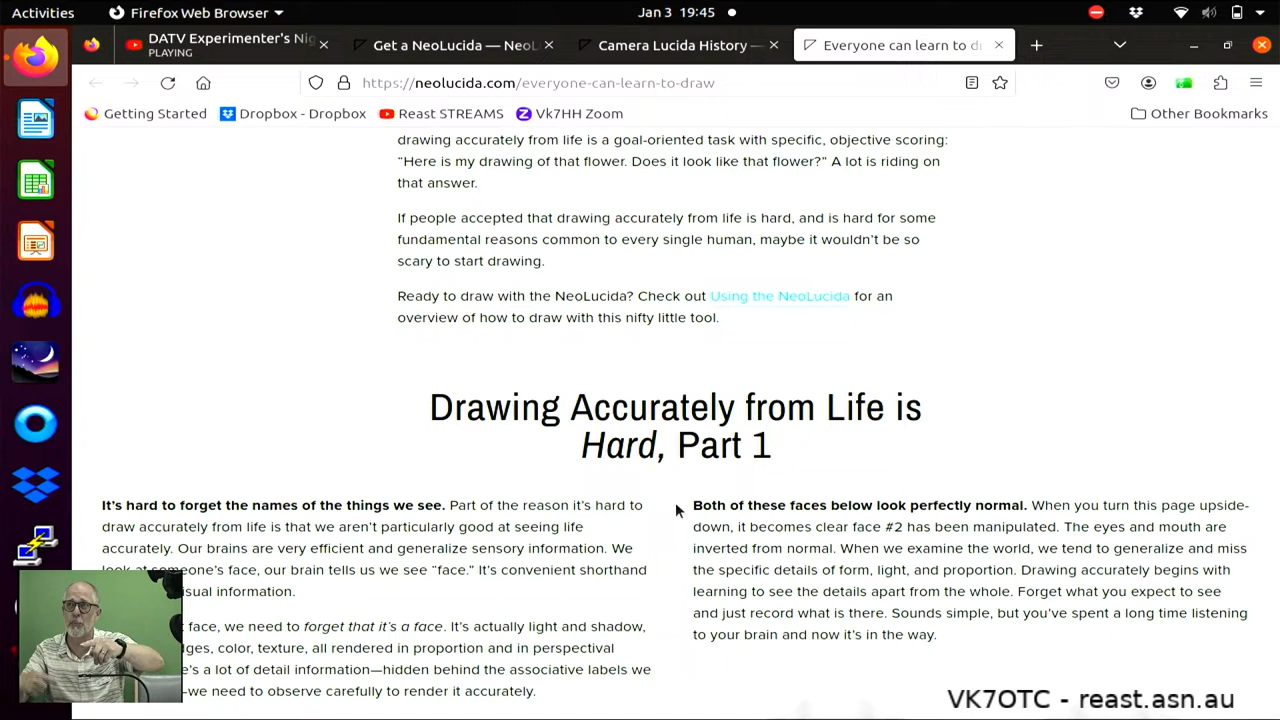 Activities
Firefox Web Browser
Jan 3 19:45
DATV Experimenter's Nig
PLAYING
Get a NeoLucida — NeoL
Camera Lucida History —
Everyone can learn to d
https://neolucida.com/everyone-can-learn-to-draw
Getting Started
Dropbox - Dropbox
Reast STREAMS
Vk7HH Zoom
Other Bookmarks
drawing accurately from life is a goal-oriented task with specific, objective scoring:
“Here is my drawing of that flower. Does it look like that flower?” A lot is riding on
that answer.
If people accepted that drawing accurately from life is hard, and is hard for some
fundamental reasons common to every single human, maybe it wouldn’t be so
scary to start drawing.
Ready to draw with the NeoLucida? Check out Using the NeoLucida for an
overview of how to draw with this nifty little tool.
Drawing Accurately from Life is
Hard, Part 1
It’s hard to forget the names of the things we see. Part of the reason it’s hard to
draw accurately from life is that we aren’t particularly good at seeing life
accurately. Our brains are very efficient and generalize sensory information. We
look at someone’s face, our brain tells us we see “face.” It’s convenient shorthand
isual information.
face, we need to forget that it’s a face. It’s actually light and shadow,
dges, color, texture, all rendered in proportion and in perspectival
e’s a lot of detail information—hidden behind the associative labels we
—we need to observe carefully to render it accurately.
Both of these faces below look perfectly normal. When you turn this page upside-
down, it becomes clear face #2 has been manipulated. The eyes and mouth are
inverted from normal. When we examine the world, we tend to generalize and miss
the specific details of form, light, and proportion. Drawing accurately begins with
learning to see the details apart from the whole. Forget what you expect to see
and just record what is there. Sounds simple, but you’ve spent a long time listening
to your brain and now it’s in the way.
VK7OTC - reast.asn.au